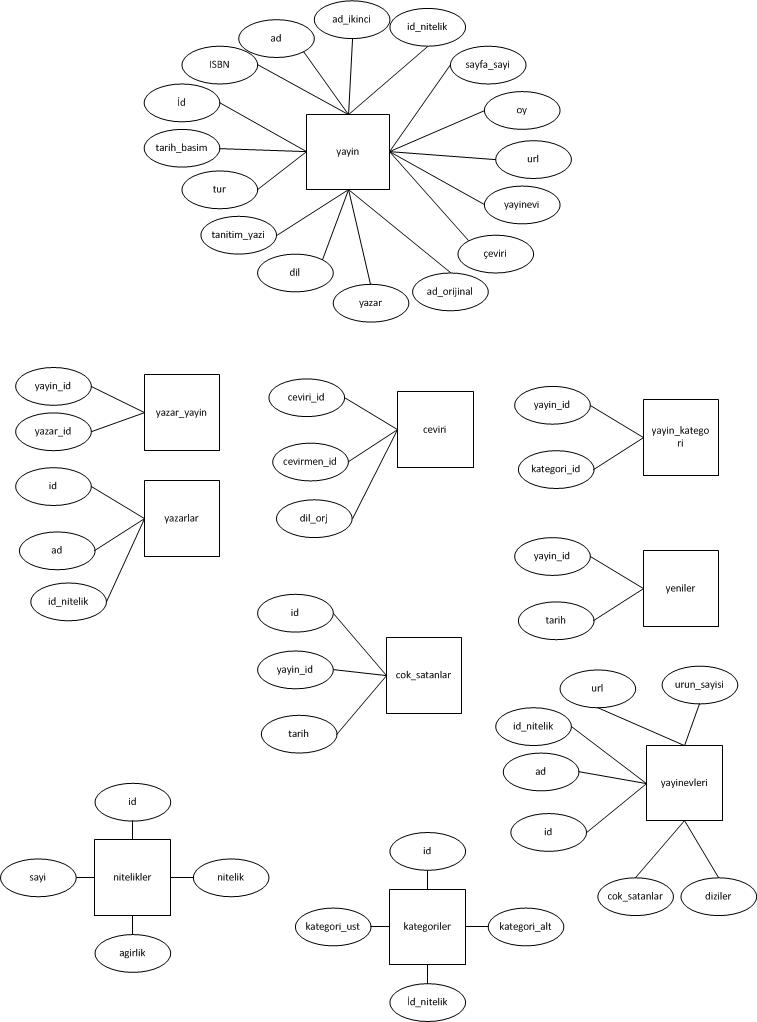 ad_ikinci
id_nitelik
ad
ISBN
sayfa_sayi
İd
oy
tarih_basim
yayin
url
tur
yayinevi
tanitim_yazi
çeviri
dil
yazar
ad_orijinal
yayin_id
yazar_id
yazar_yayin
id
ad
id_nitelik
yazarlar
ceviri_id
cevirmen_id
dil_orj
ceviri
yayin_id
kategori_id
yayin_katego
ri
yayin_id
tarih
yeniler
id
yayin_id
tarih
cok_satanlar
url
urun_sayisi
id_nitelik
ad
id
yayinevleri
cok_satanlar
diziler
id
sayi
nitelikler
nitelik
agirlik
id
kategori_ust
kategoriler
kategori_alt
İd_nitelik